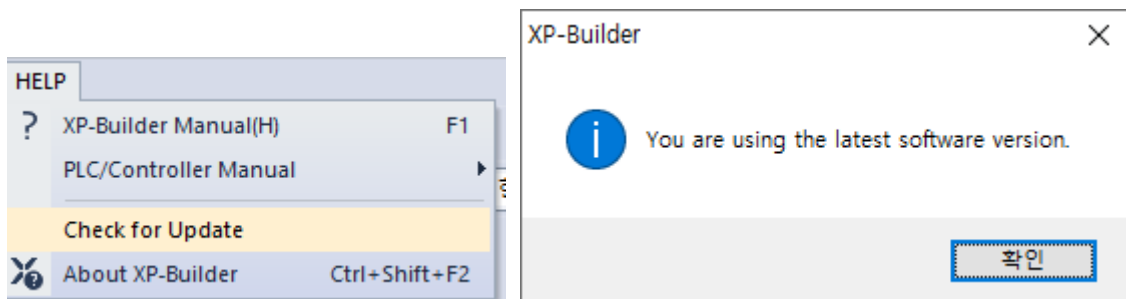 HELP
? XP-Builder Manual(H) F1
PLC/Controller Manual
Check for Update
About XP-Builder Ctrl+Shift+F2
XP-Builder
You are using the latest software version.
확인